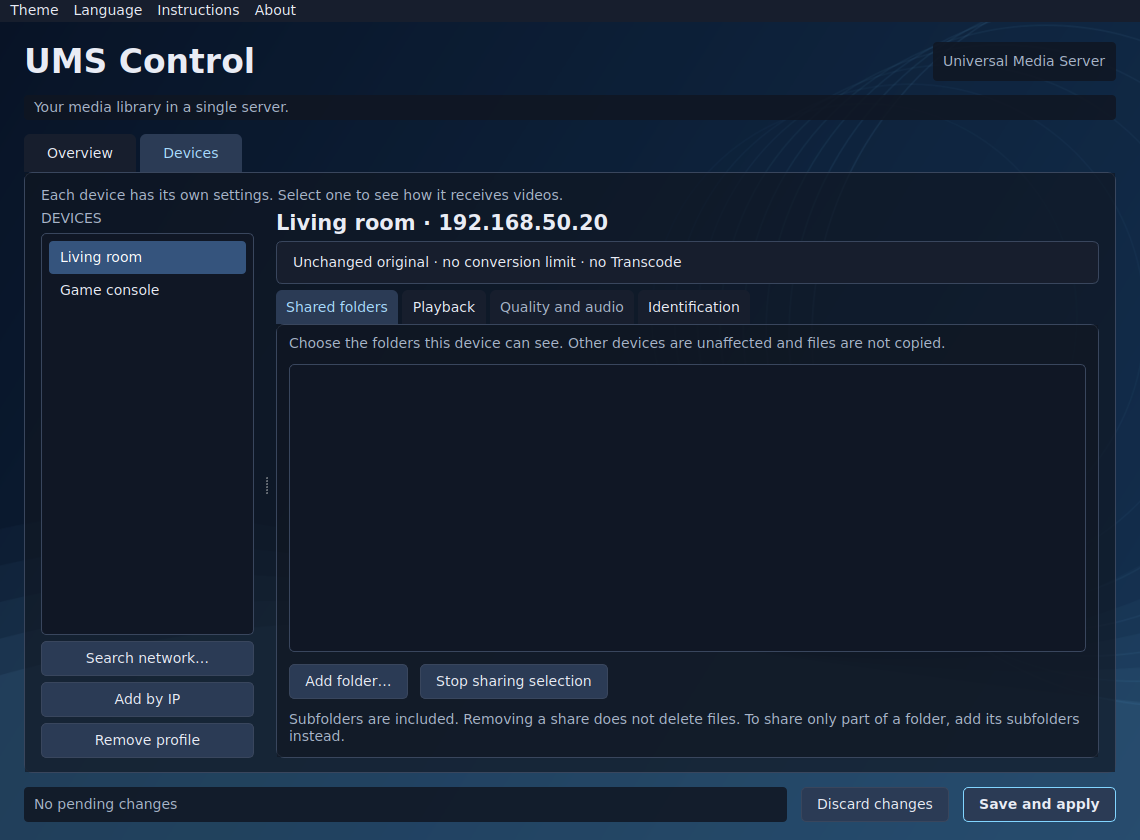 Theme Language Instructions About
UMS Control
Universal Media Server
Your media library in a single server.
Overview Devices
Each device has its own settings. Select one to see how it receives videos.
DEVICES
Living room
Game console
Search network...
Add by IP
Remove profile
Living room · 192.168.50.20
Unchanged original · no conversion limit · no Transcode
Shared folders Playback Quality and audio Identification
Choose the folders this device can see. Other devices are unaffected and files are not copied.
Add folder... Stop sharing selection
Subfolders are included. Removing a share does not delete files. To share only part of a folder, add its subfolders
instead.
No pending changes
Discard changes
Save and apply